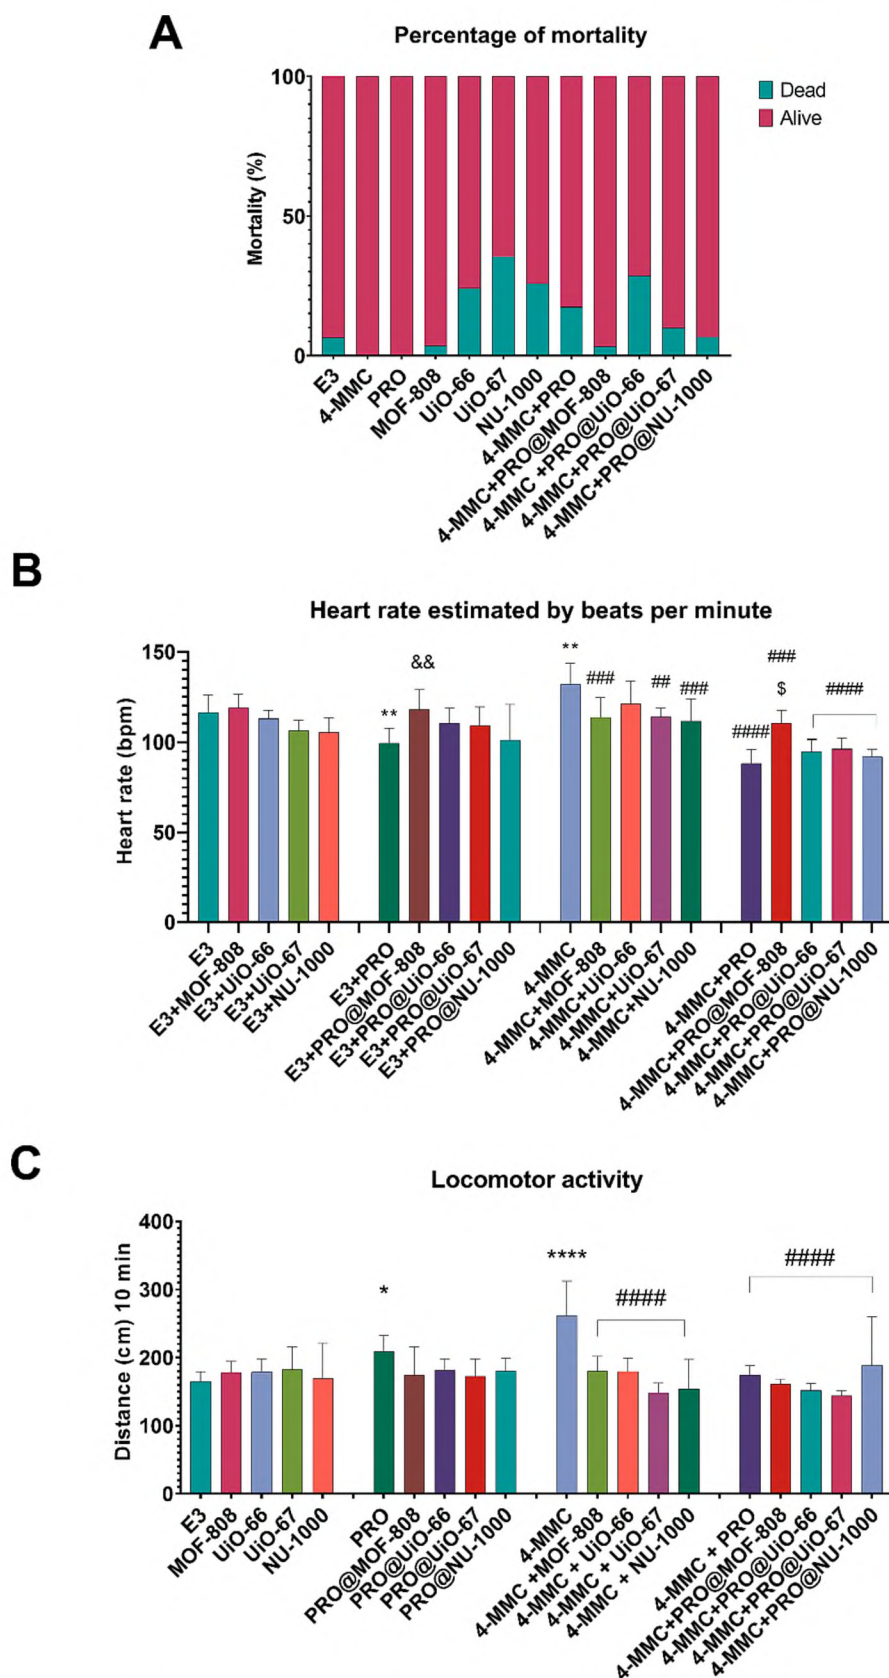 A
Percentage of mortality
Mortality (%)
100
50
0
Dead
Alive
E3
4-MMC
PRO
MOF-808
UiO-66
UiO-67
NU-1000
4-MMC+PRO
4-MMC+PRO@MOF-808
4-MMC +PRO@UiO-66
4-MMC+PRO@UiO-67
4-MMC+PRO@NU-1000
B
Heart rate estimated by beats per minute
Heart rate (bpm)
150
100
50
0
**
&&
**
###
##
###
####
###
$
####
E3
E3+MOF-808
E3+UiO-66
E3+UiO-67
E3+NU-1000
E3+PRO
E3+PRO@MOF-808
E3+PRO@UiO-66
E3+PRO@UiO-67
E3+PRO@NU-1000
4-MMC
4-MMC+MOF-808
4-MMC+UiO-66
4-MMC+UiO-67
4-MMC+NU-1000
4-MMC+PRO
4-MMC+PRO@MOF-808
4-MMC+PRO@UiO-66
4-MMC+PRO@UiO-67
4-MMC+PRO@NU-1000
C
Locomotor activity
Distance (cm) 10 min
400
300
200
100
0
*
****
####
####
E3
MOF-808
UiO-66
UiO-67
NU-1000
PRO
PRO@MOF-808
PRO@UiO-66
PRO@UiO-67
PRO@NU-1000
4-MMC
4-MMC +MOF-808
4-MMC + UiO-66
4-MMC + UiO-67
4-MMC + NU-1000
4-MMC + PRO
4-MMC+PRO@MOF-808
4-MMC+PRO@UiO-66
4-MMC+PRO@UiO-67
4-MMC+PRO@NU-1000